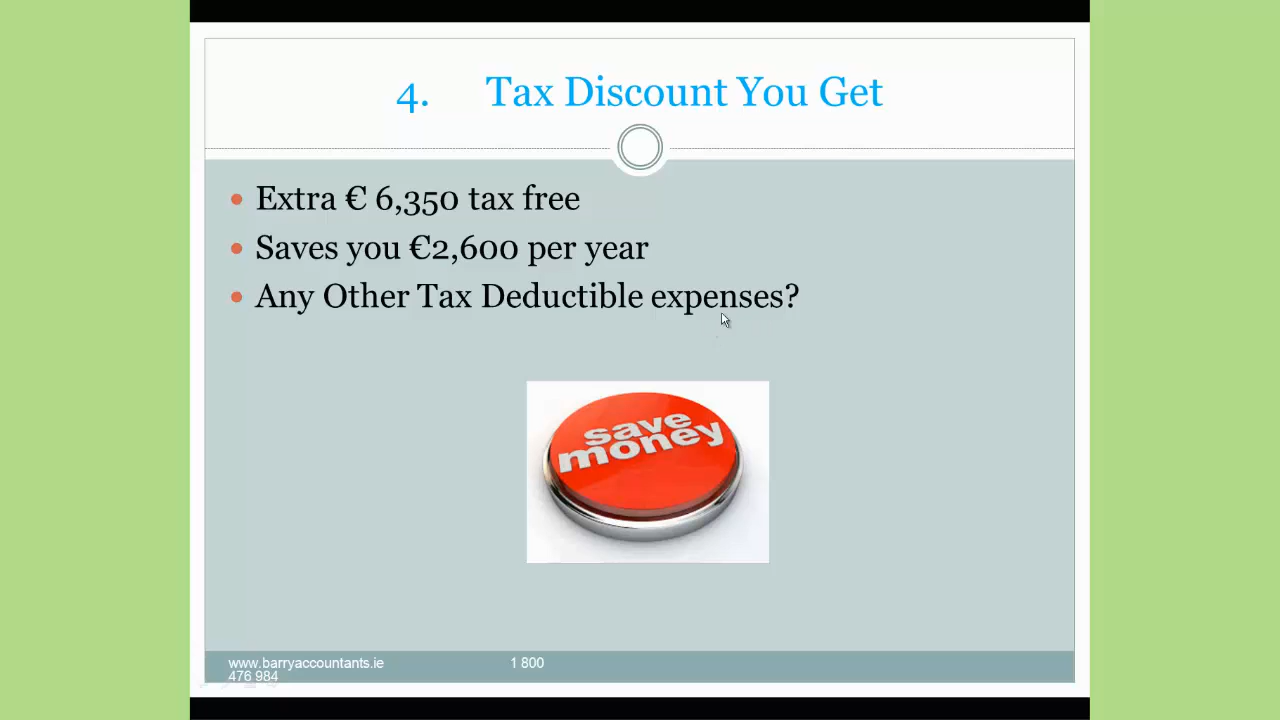 4. Tax Discount You Get
• Extra € 6,350 tax free
• Saves you €2,600 per year
• Any Other Tax Deductible expenses?
save
money
www.barryaccountants.ie 1 800
476 984